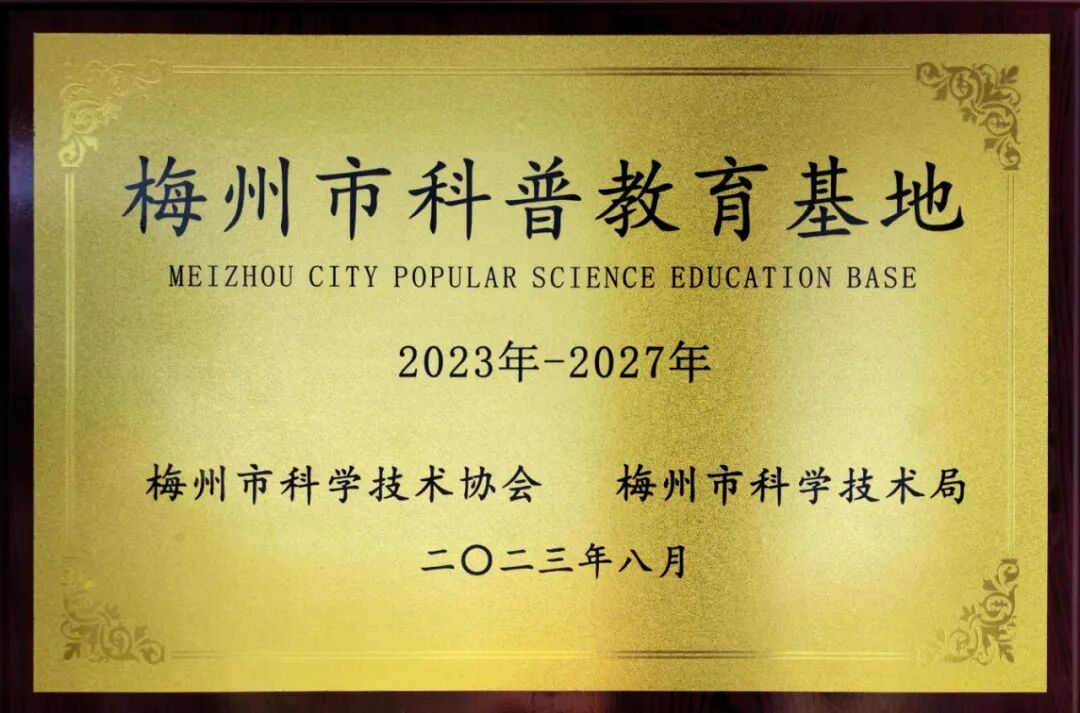 梅州市科普教育基地
MEIZHOU CITY POPULAR SCIENCE EDUCATION BASE
2023年-2027年
梅州市科学技术协会 梅州市科学技术局
二〇二三年八月